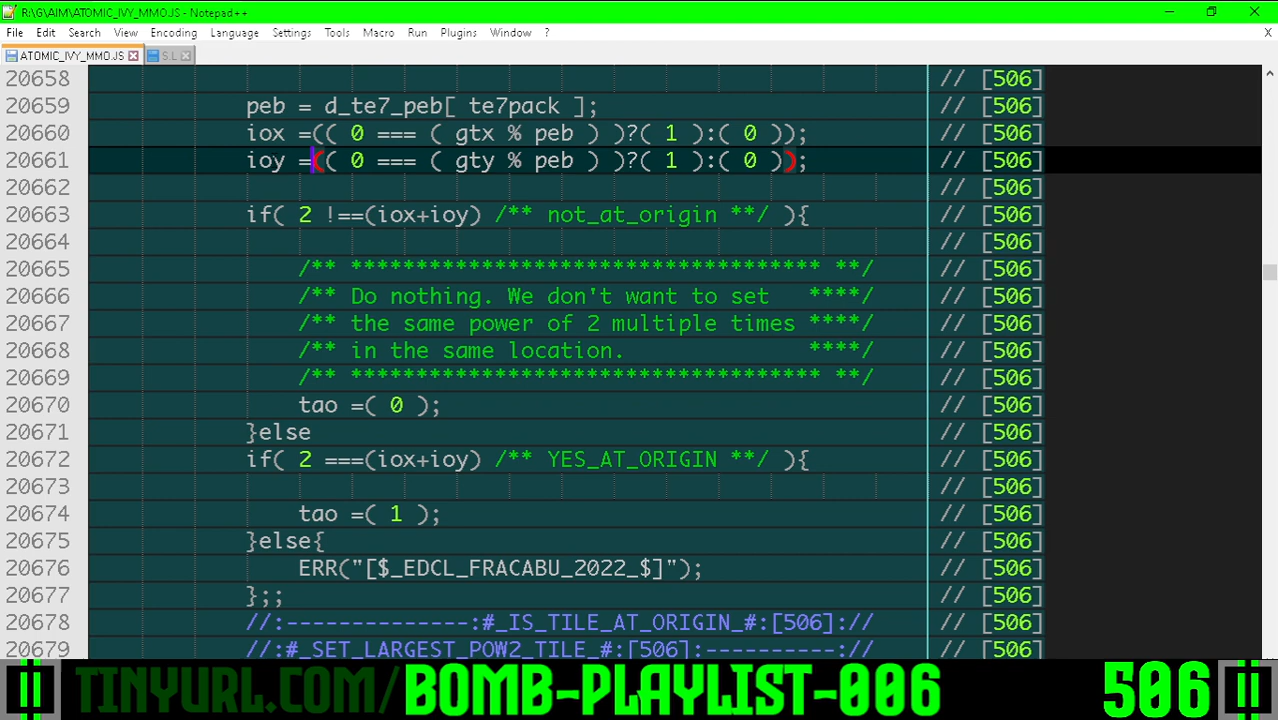 R:\G\AIM\ATOMIC_IVY_MMO.JS - Notepad++
File Edit Search View Encoding Language Settings Tools Macro Run Plugins Window ? X
ATOMIC_IVY_MMO.JS S.L
20658 // [506]
20659 peb = d_te7_peb[ te7pack ]; // [506]
20660 iox =(( 0 === ( gtx % peb ) )?( 1 ):( 0 )); // [506]
20661 ioy =(( 0 === ( gty % peb ) )?( 1 ):( 0 )); // [506]
20662 // [506]
20663 if( 2 !==(iox+ioy) /** not_at_origin **/ ){ // [506]
20664 // [506]
20665 /** ************************************ **/ // [506]
20666 /** Do nothing. We don't want to set ****/ // [506]
20667 /** the same power of 2 multiple times ****/ // [506]
20668 /** in the same location. ****/ // [506]
20669 /** ************************************ **/ // [506]
20670 tao =( 0 ); // [506]
20671 }else // [506]
20672 if( 2 ===(iox+ioy) /** YES_AT_ORIGIN **/ ){ // [506]
20673 // [506]
20674 tao =( 1 ); // [506]
20675 }else{ // [506]
20676 ERR("[$_EDCL_FRACABU_2022_$]"); // [506]
20677 };; // [506]
20678 //:--------------:#_IS_TILE_AT_ORIGIN_#:[506]:// // [506]
20679 //:#_SET_LARGEST_POW2_TILE_#:[506]:----------:// // [506]
TINYURL.COM/BOMB-PLAYLIST-006 506